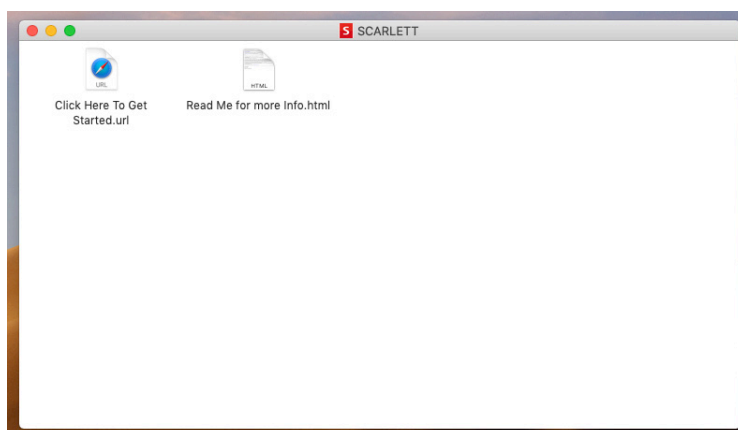 S SCARLETT
URL
HTML
Click Here To Get
Started.url
Read Me for more Info.html